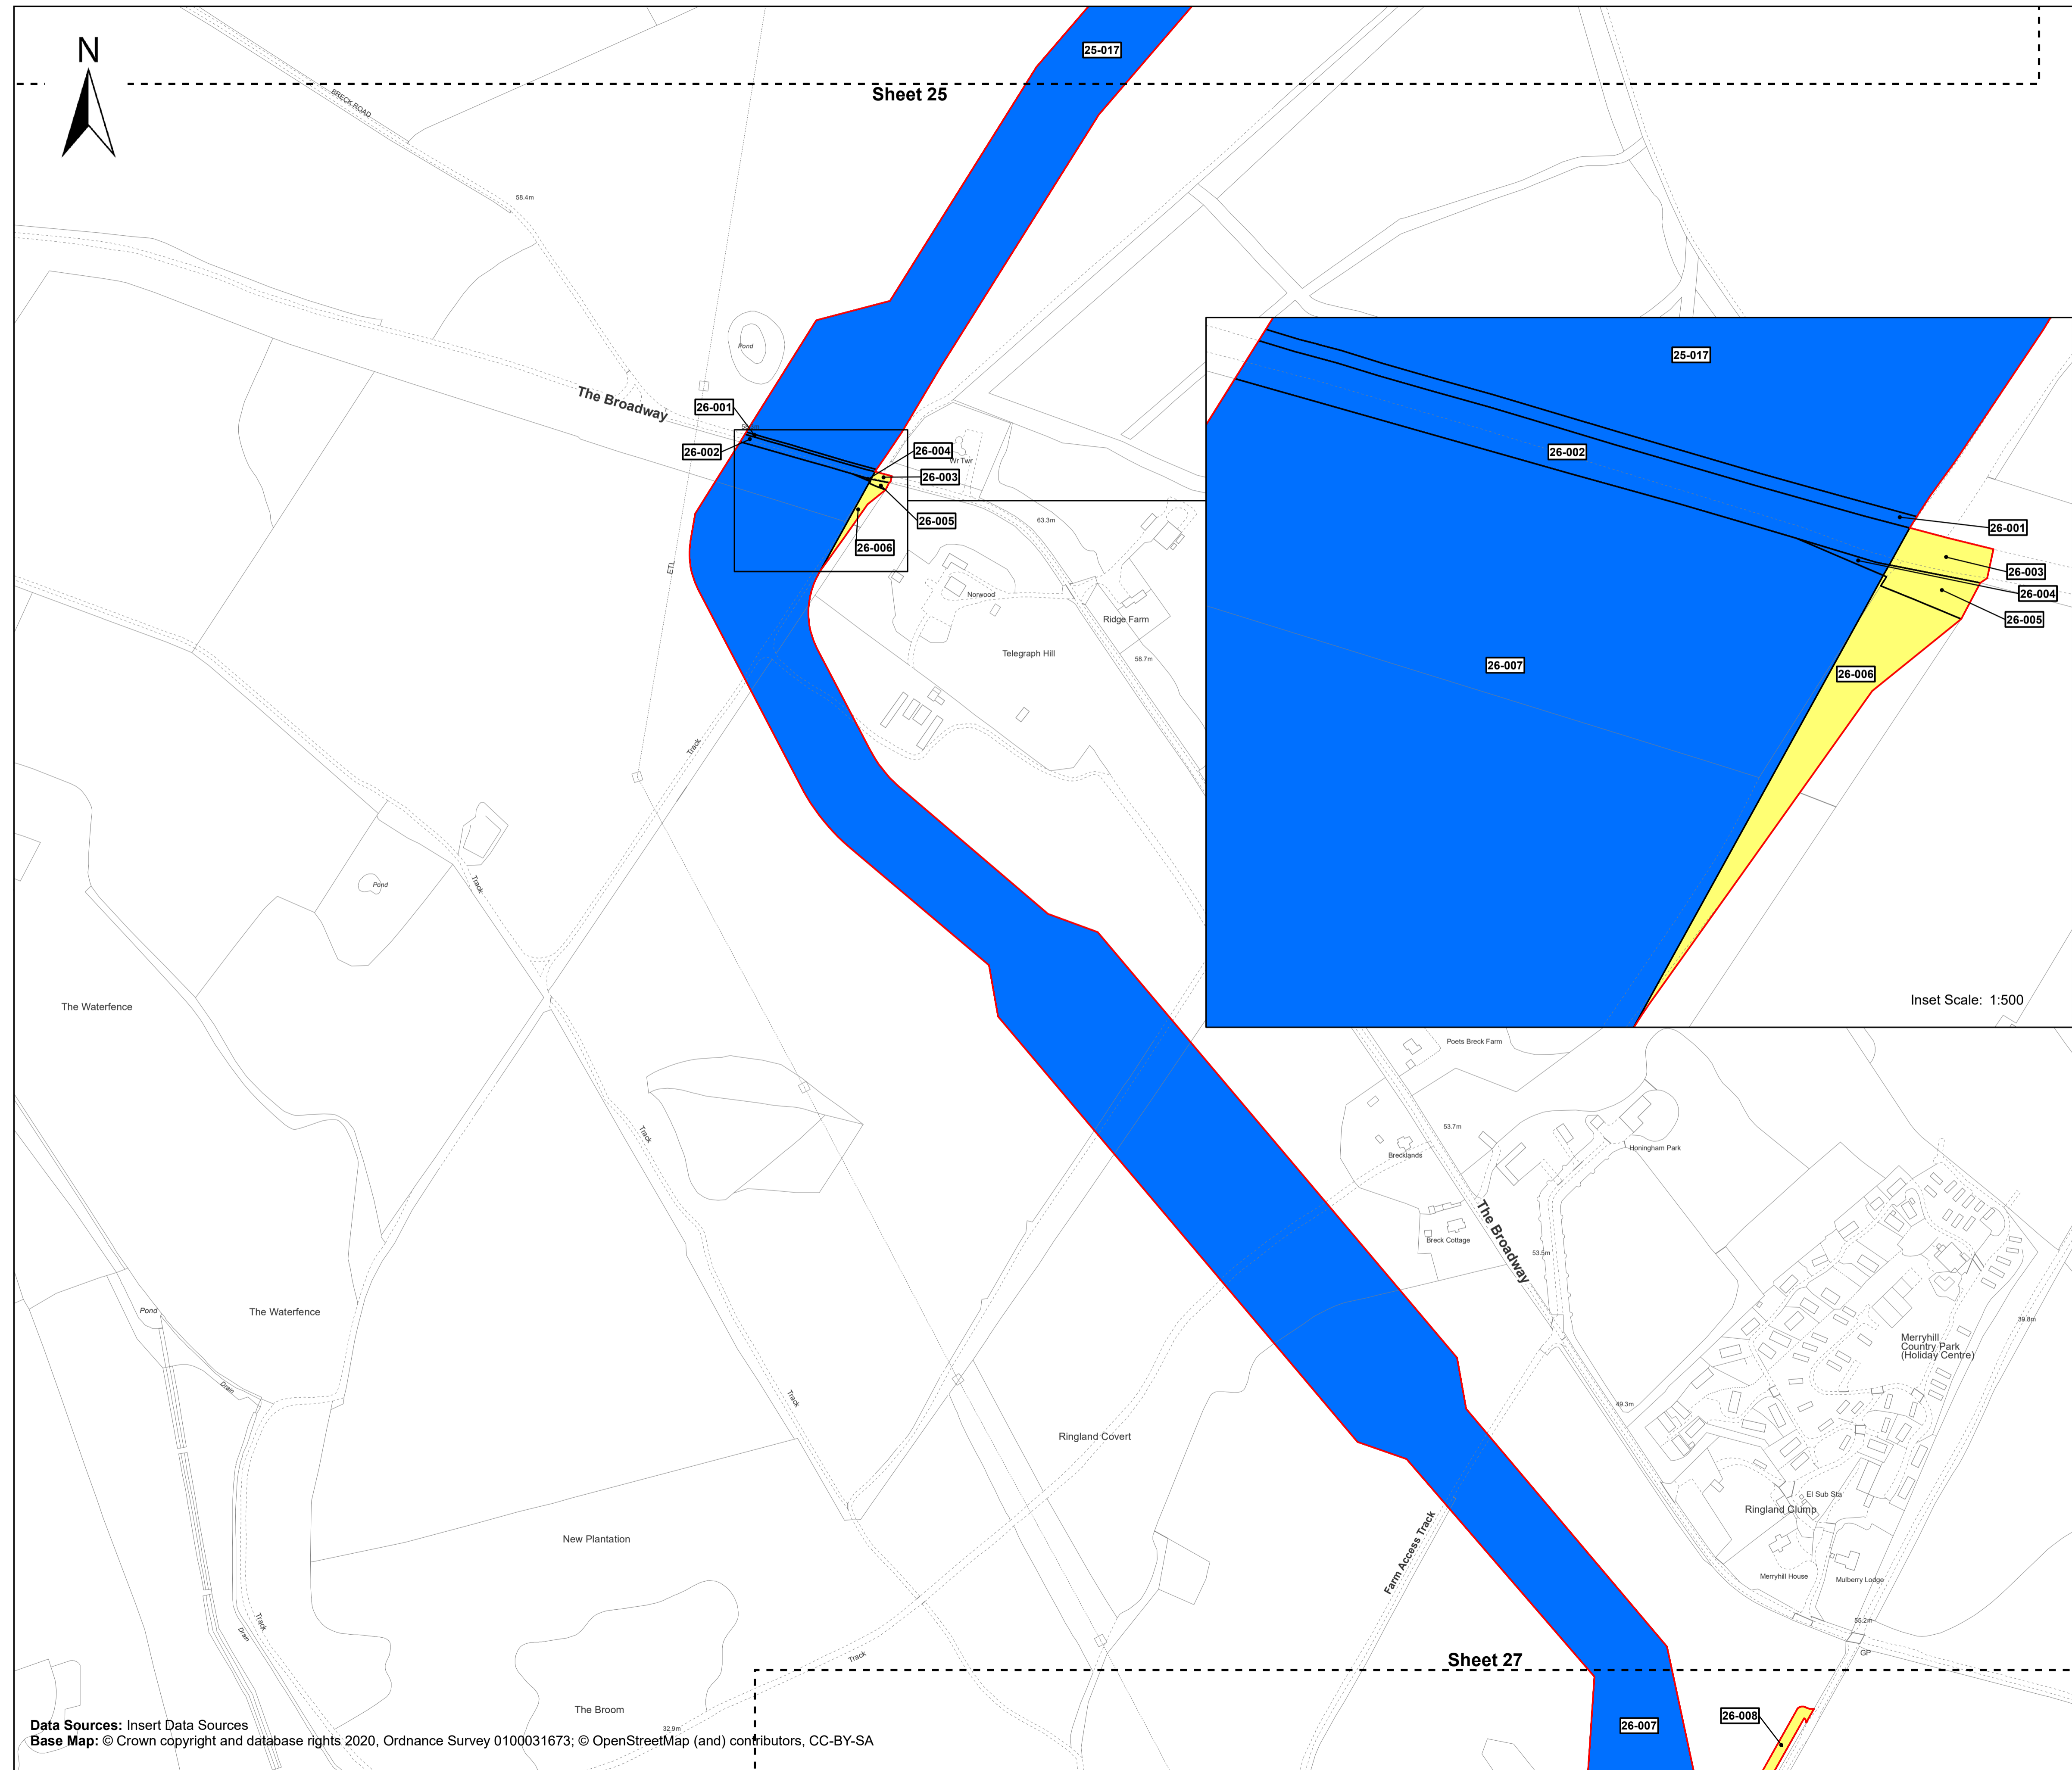 N
25-017
Sheet 25
BRECK ROAD
58.4m
Pond
The Broadway
26-001
26-002
26-004
26-003
26-005
26-006
Wr Twr
63.3m
ETL
Norwood
Ridge Farm
Telegraph Hill
58.7m
Track
25-017
26-002
26-001
26-003
26-004
26-005
26-007
26-006
Inset Scale: 1:500
Track
Pond
The Waterfence
Poets Breck Farm
53.7m
Brecklands
Honingham Park
Track
Breck Cottage
The Broadway
53.5m
The Waterfence
Pond
Merryhill
Country Park
(Holiday Centre)
39.8m
Drain
Track
49.3m
Ringland Covert
El Sub Sta
Ringland Clump
New Plantation
Farm Access Track
Merryhill House
Mulberry Lodge
55.2m
GP
Track
Drain
Track
Sheet 27
The Broom
32.9m
26-007
26-008
Data Sources: Insert Data Sources
Base Map: © Crown copyright and database rights 2020, Ordnance Survey 0100031673; © OpenStreetMap (and) contributors, CC-BY-SA